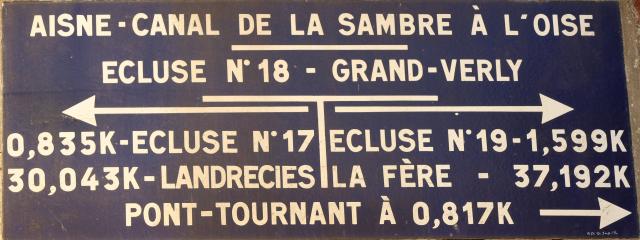 AISNE-CANAL DE LA SAMBRE À L'OISE
ECLUSE N° 18 - GRAND-VERLY
0,835K-ECLUSE N° 17 ECLUSE N° 19-1,599K
30,043K-LANDRECIES LA FÈRE - 37,192K
PONT-TOURNANT À 0,817K